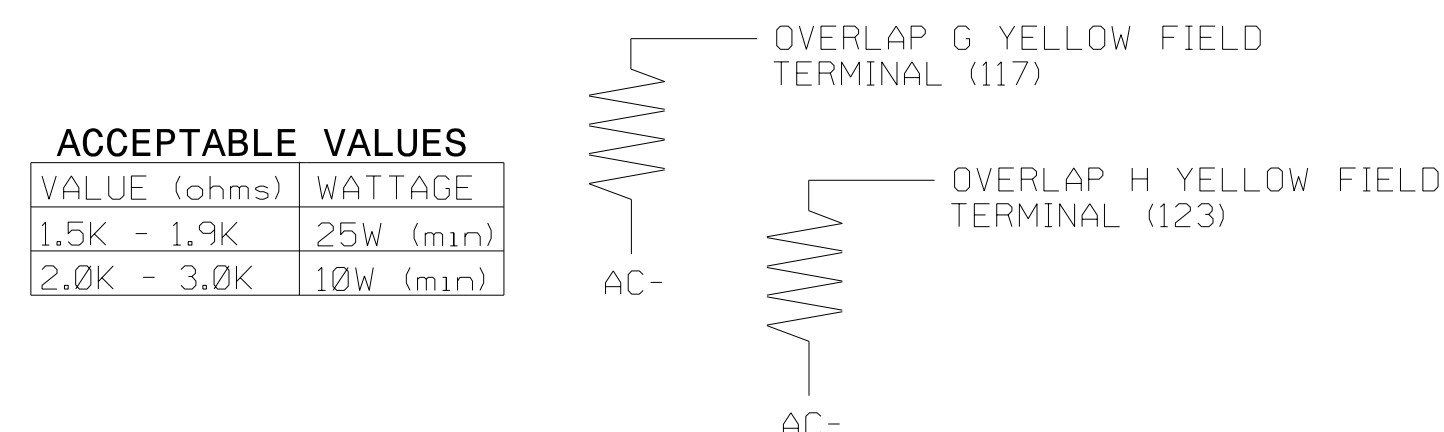 ACCEPTABLE VALUES
VALUE (ohms) WATTAGE
1.5K - 1.9K 25W (min)
2.0K - 3.0K 10W (min)
OVERLAP G YELLOW FIELD
TERMINAL (117)
AC-
OVERLAP H YELLOW FIELD
TERMINAL (123)
AC-